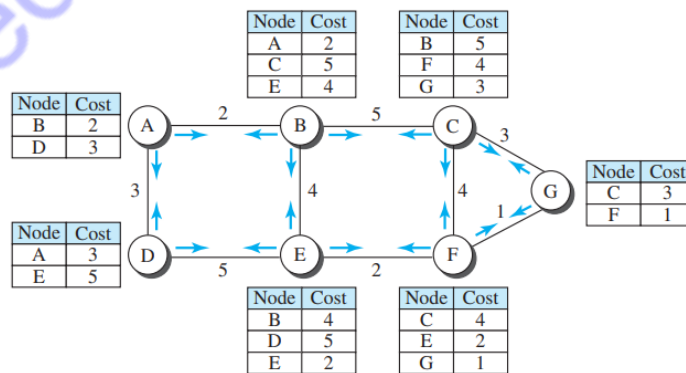 Node Cost
A 2
C 5
E 4
Node Cost
B 5
F 4
G 3
Node Cost
B 2
D 3
A
2
B
5
C
3
Node Cost
C 3
F 1
G
3
4
4
1
Node Cost
A 3
E 5
D
5
E
2
F
Node Cost
B 4
D 5
E 2
Node Cost
C 4
E 2
G 1